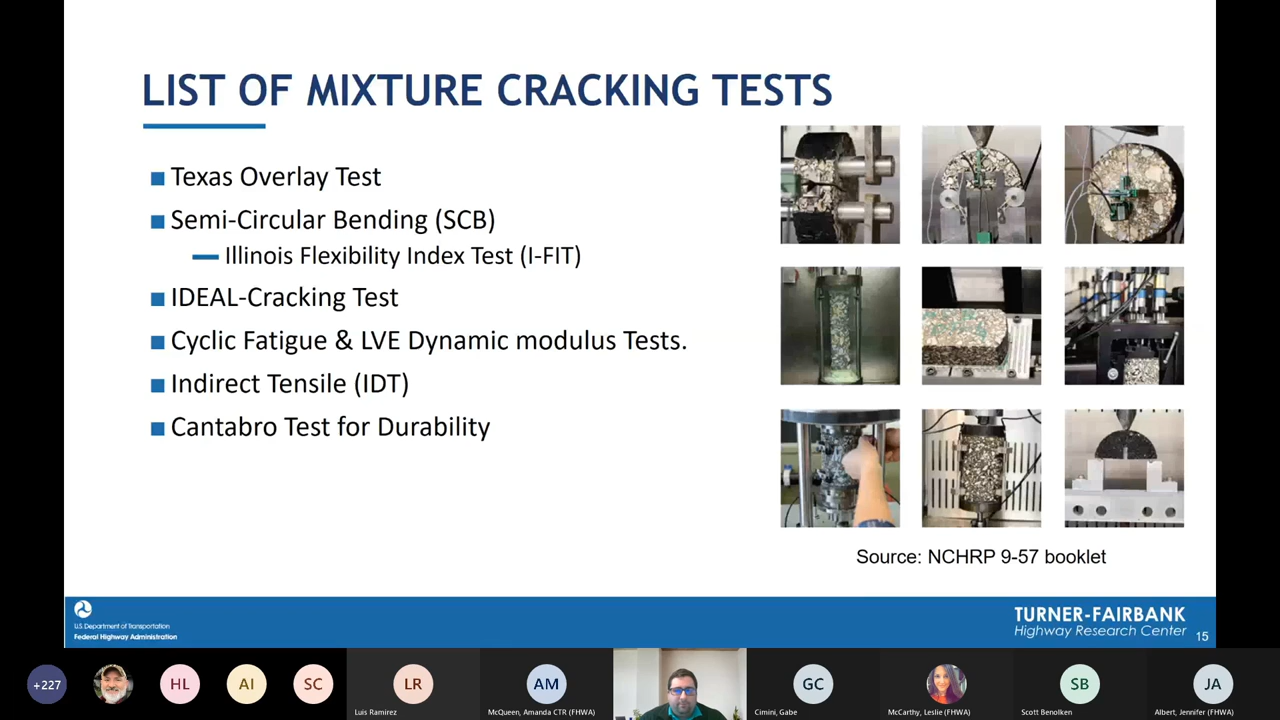 LIST OF MIXTURE CRACKING TESTS
Texas Overlay Test
Semi-Circular Bending (SCB)
Illinois Flexibility Index Test (I-FIT)
IDEAL-Cracking Test
Cyclic Fatigue & LVE Dynamic modulus Tests.
Indirect Tensile (IDT)
Cantabro Test for Durability
Source: NCHRP 9-57 booklet
U.S. Department of Transportation
Federal Highway Administration
TURNER-FAIRBANK
Highway Research Center
15
+227
HL
AI
SC
LR
Luis Ramirez
AM
McQueen, Amanda CTR (FHWA)
GC
Cimini, Gabe
McCarthy, Leslie (FHWA)
SB
Scott Benolken
JA
Albert, Jennifer (FHWA)